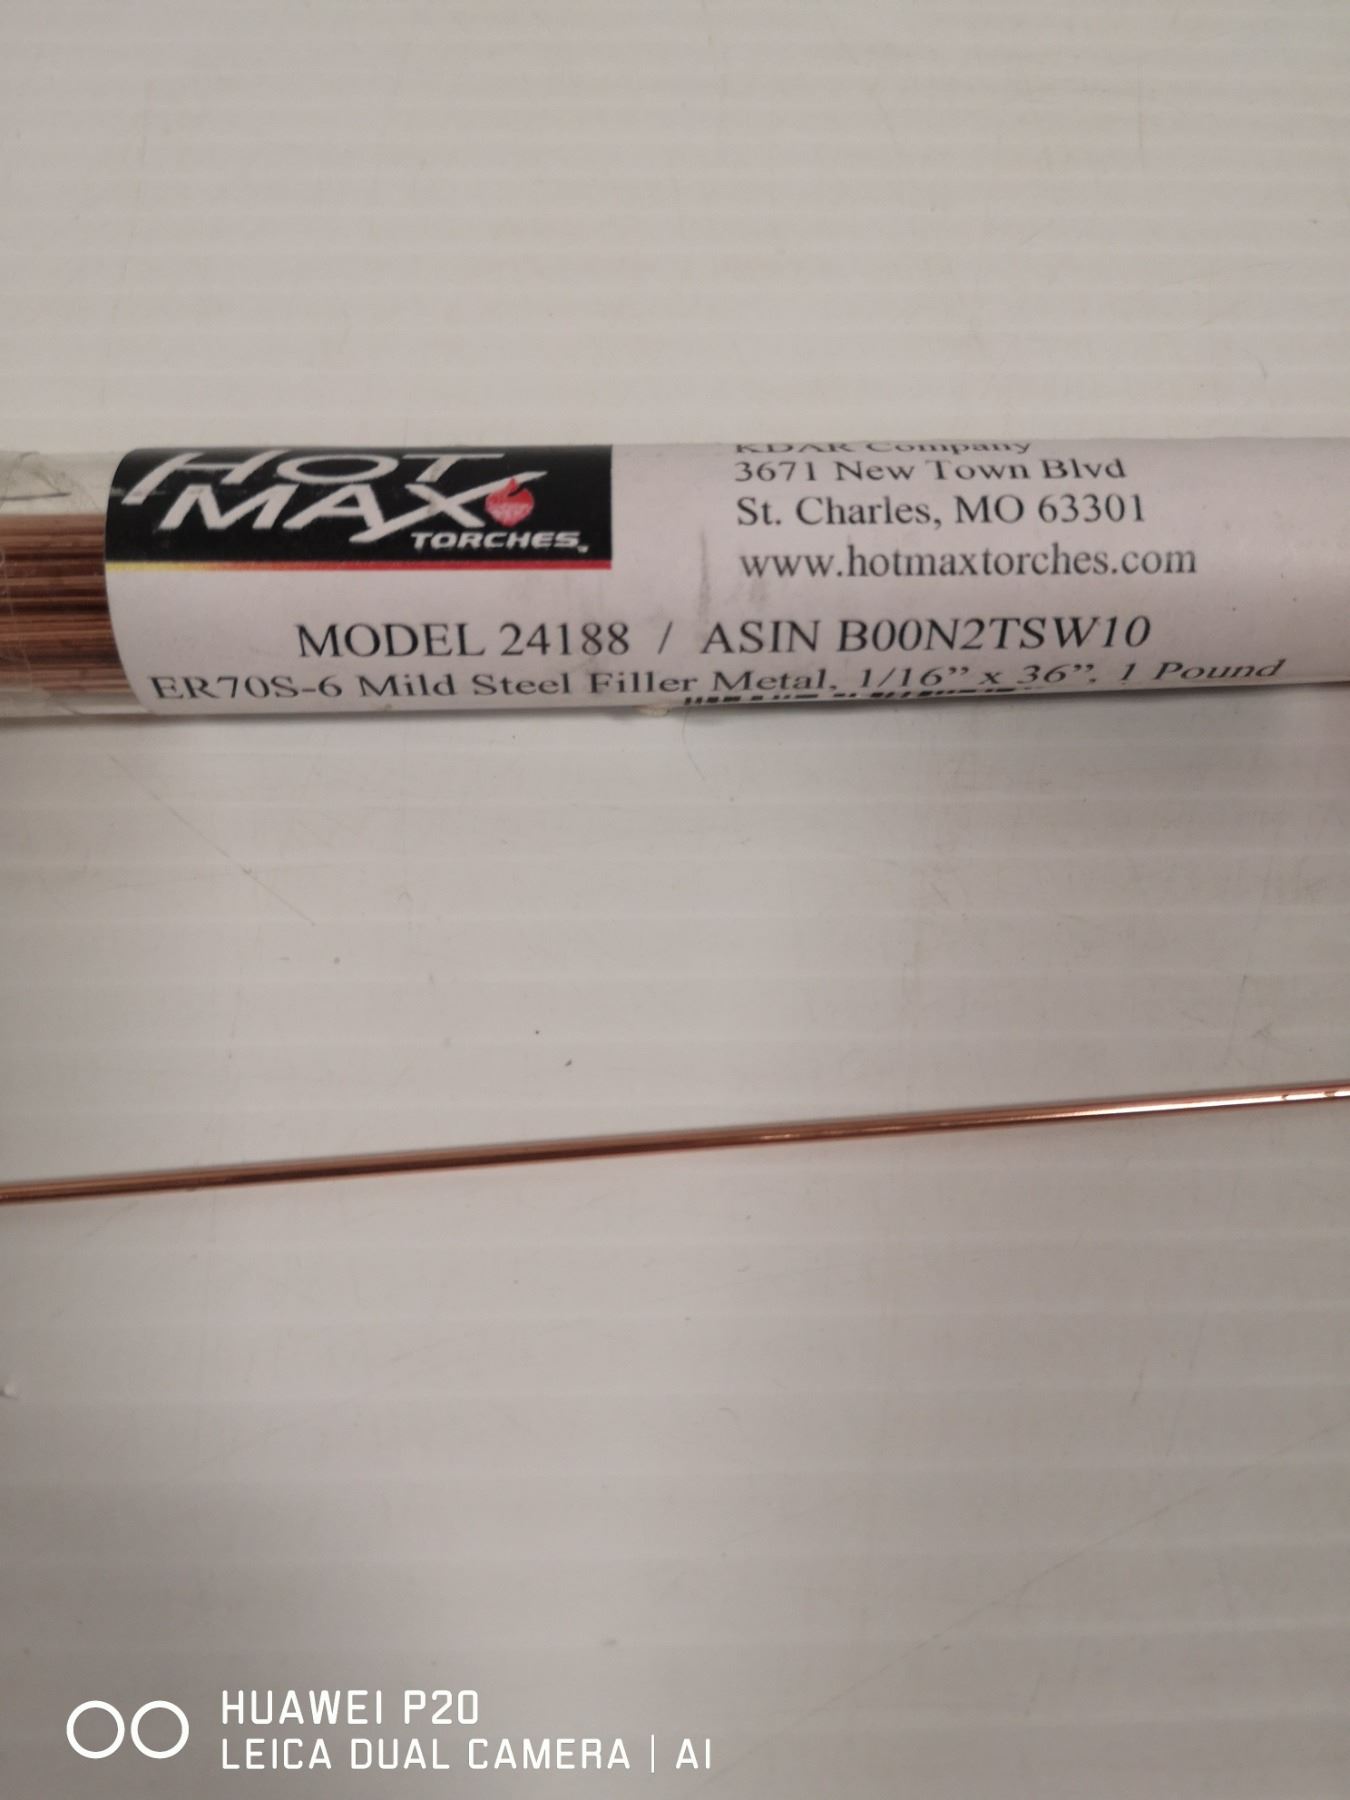 HOT
MAX
TORCHES
KDAR Company
3671 New Town Blvd
St. Charles, MO 63301
www.hotmaxtorches.com
MODEL 24188 / ASIN B00N2TSW10
ER70S-6 Mild Steel Filler Metal, 1/16” x 36”, 1 Pound
HUAWEI P20
LEICA DUAL CAMERA | AI